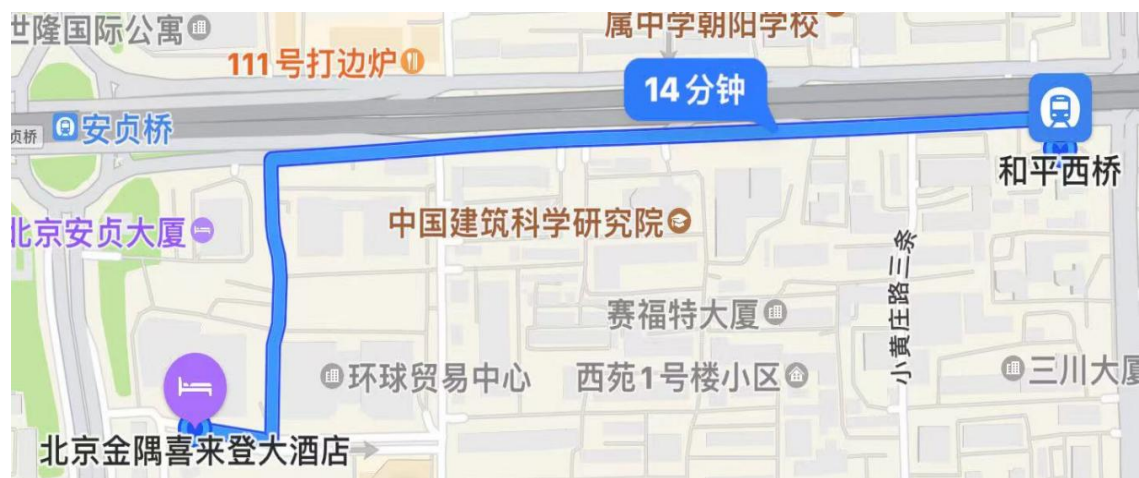 世隆国际公寓
属中学朝阳学校
111号打边炉
14分钟
安贞桥
贞桥
和平西桥
北京安贞大厦
中国建筑科学研究院
小黄庄路三条
赛福特大厦
环球贸易中心
西苑1号楼小区
三川大厦
北京金隅喜来登大酒店